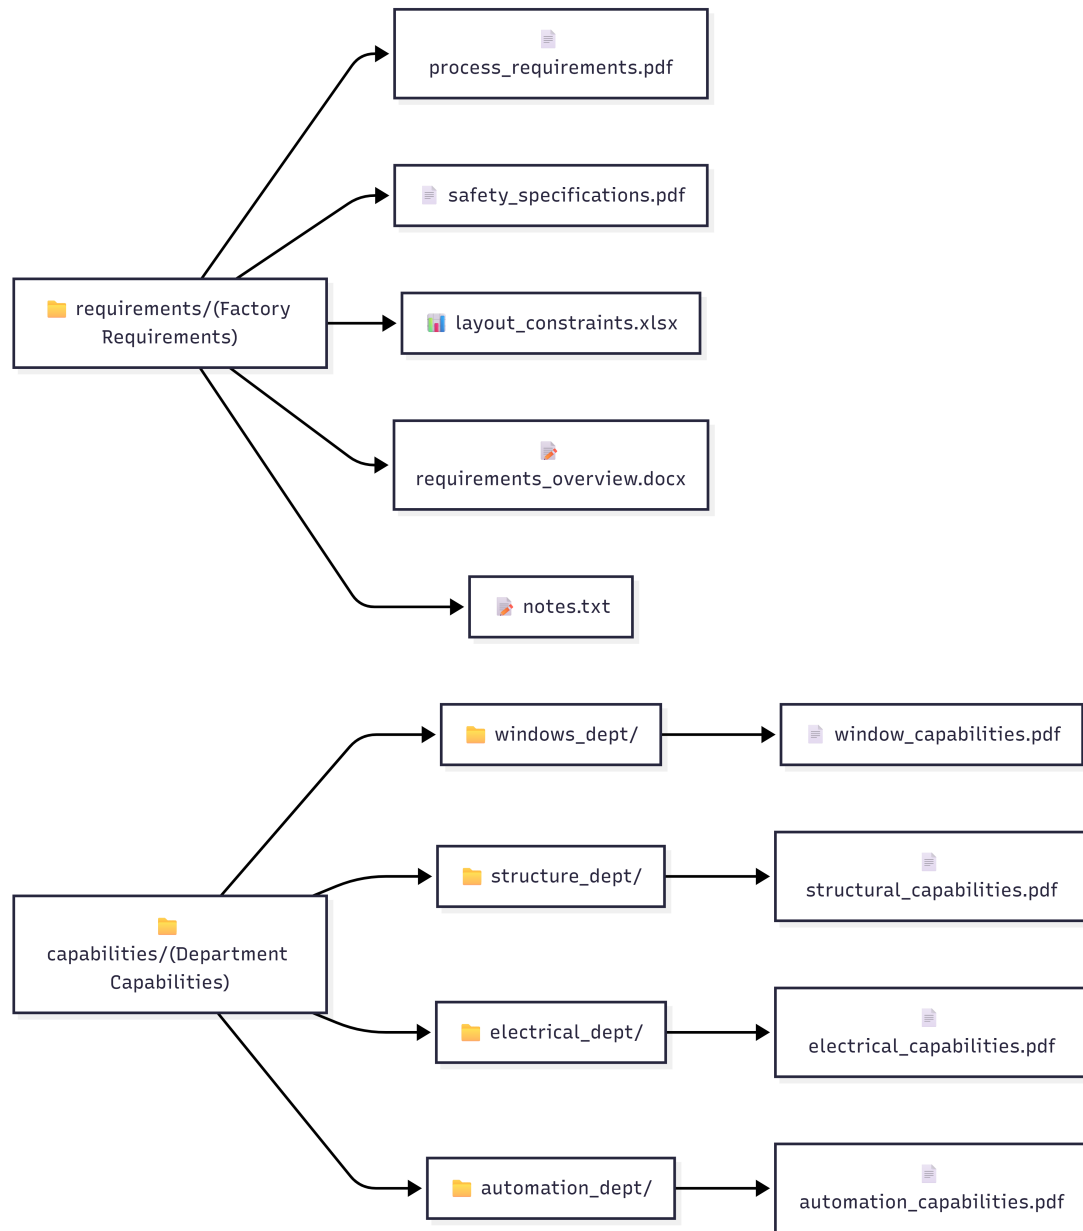 process_requirements.pdf
safety_specifications.pdf
requirements/(Factory
Requirements)
layout_constraints.xlsx
requirements_overview.docx
notes.txt
windows_dept/
window_capabilities.pdf
structure_dept/
structural_capabilities.pdf
capabilities/(Department
Capabilities)
electrical_dept/
electrical_capabilities.pdf
automation_dept/
automation_capabilities.pdf